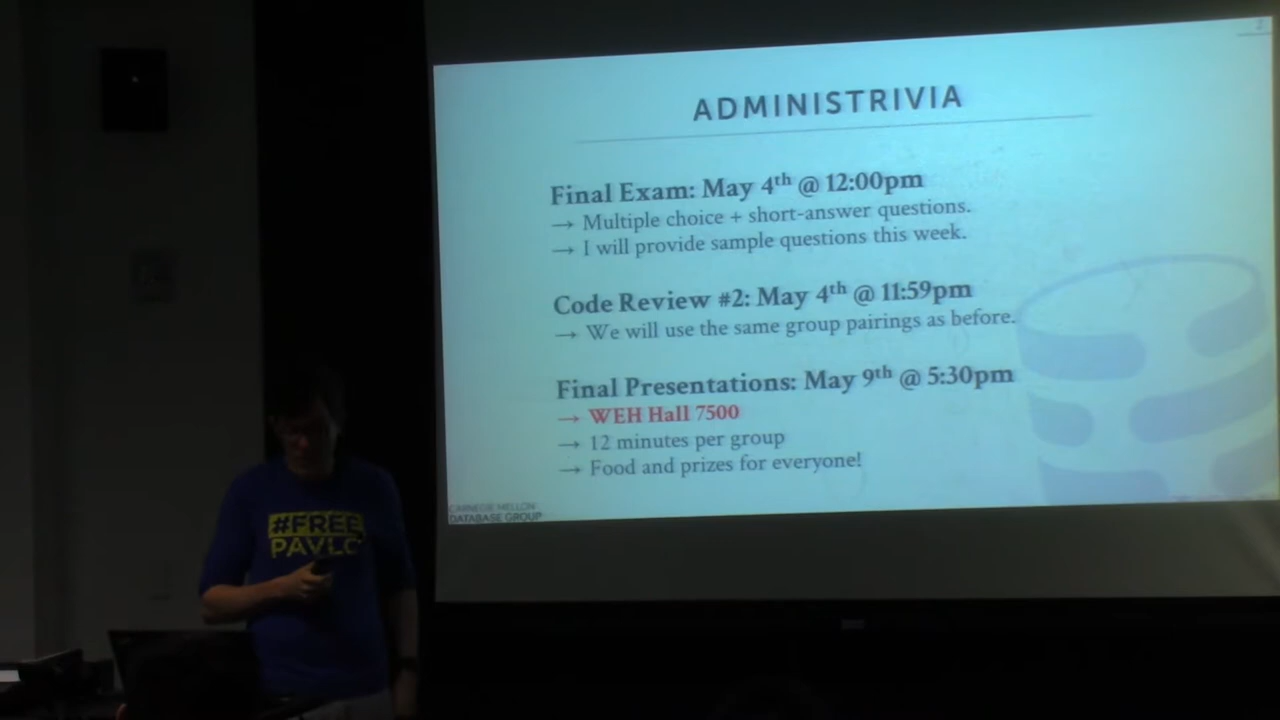 2
ADMINISTRIVIA
Final Exam: May 4th @ 12:00pm
→ Multiple choice + short-answer questions.
→ I will provide sample questions this week.
Code Review #2: May 4th @ 11:59pm
→ We will use the same group pairings as before.
Final Presentations: May 9th @ 5:30pm
→ WEH Hall 7500
→ 12 minutes per group
→ Food and prizes for everyone!
CARNEGIE MELLON
DATABASE GROUP
#FREE
PAVLO